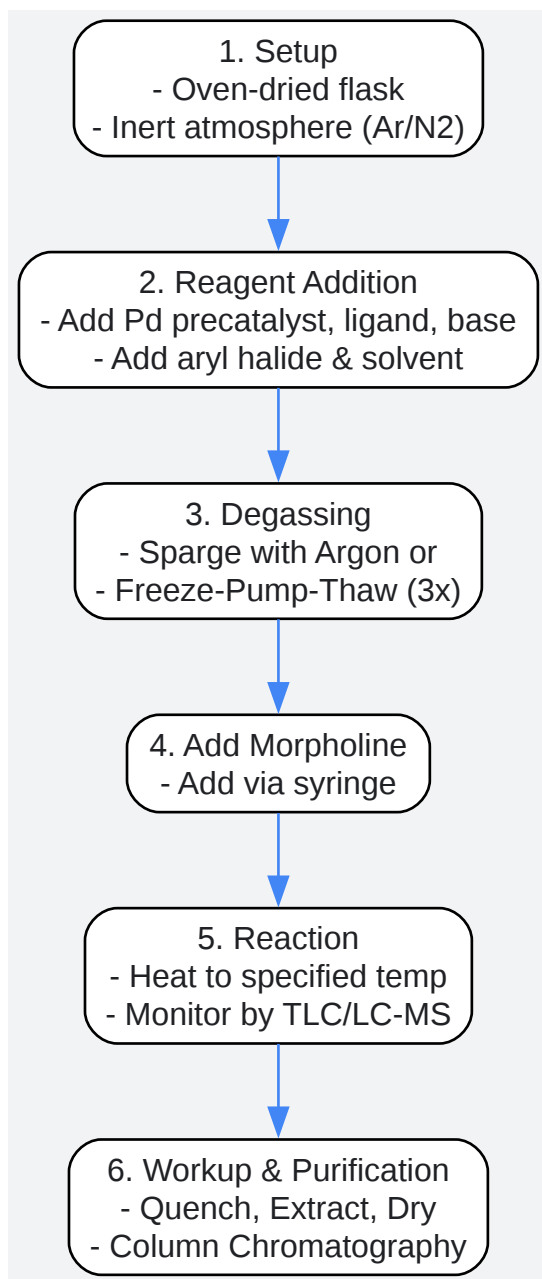 1. Setup
- Oven-dried flask
- Inert atmosphere (Ar/N2)
2. Reagent Addition
- Add Pd precatalyst, ligand, base
- Add aryl halide & solvent
3. Degassing
- Sparge with Argon or
- Freeze-Pump-Thaw (3x)
4. Add Morpholine
- Add via syringe
5. Reaction
- Heat to specified temp
- Monitor by TLC/LC-MS
6. Workup & Purification
- Quench, Extract, Dry
- Column Chromatography